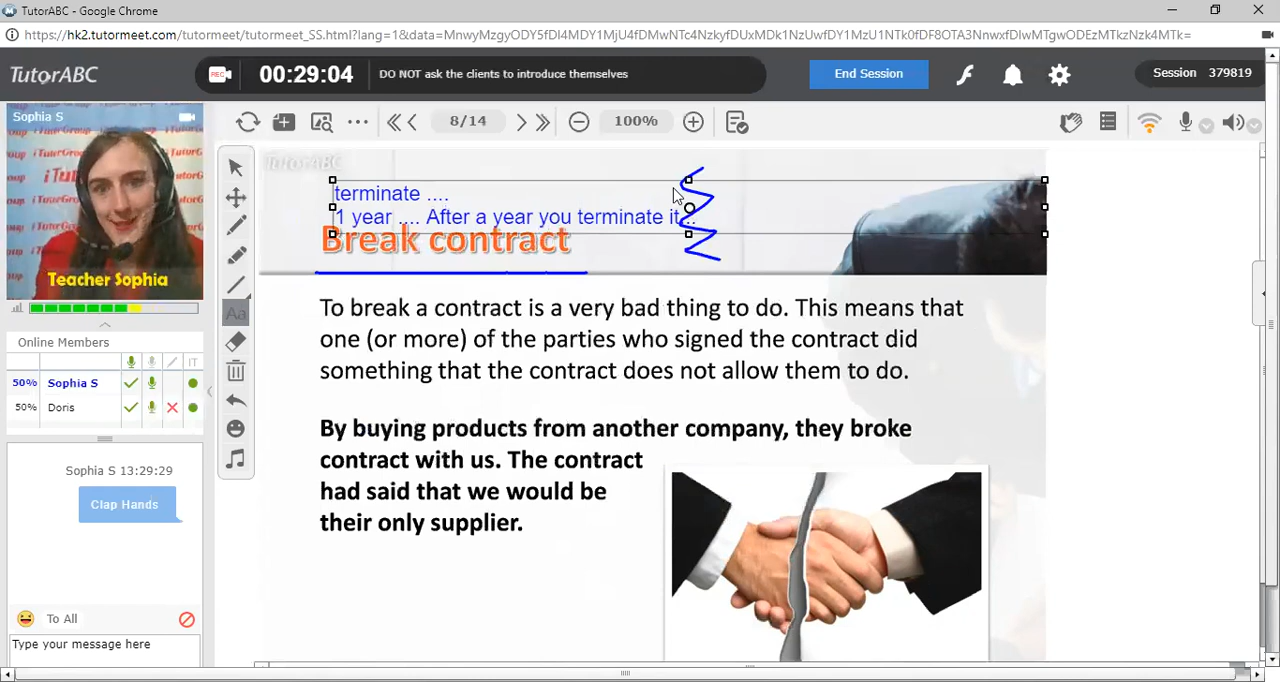 TutorABC - Google Chrome
https://hk2.tutormeet.com/tutormeet/tutormeet_SS.html?lang=1&data=MnwyMzgyODY5fDI4MDY1MjU4fDMwNTc4NzkyfDUxMDk1NzUwfDY1MzU1NTk0fDF8OTA3NnwxfDIwMTgwODEzMTkzNzk4MTk=
TutorABC
REC
00:29:04
DO NOT ask the clients to introduce themselves
End Session
Session 379819
Sophia S
Teacher Sophia
8/14
100%
Online Members
IT
50% Sophia S
50% Doris
Sophia S 13:29:29
Clap Hands
To All
Type your message here
Aa
TutorABC
terminate ....
1 year .... After a year you terminate it...
Break contract
To break a contract is a very bad thing to do. This means that
one (or more) of the parties who signed the contract did
something that the contract does not allow them to do.
By buying products from another company, they broke
contract with us. The contract
had said that we would be
their only supplier.